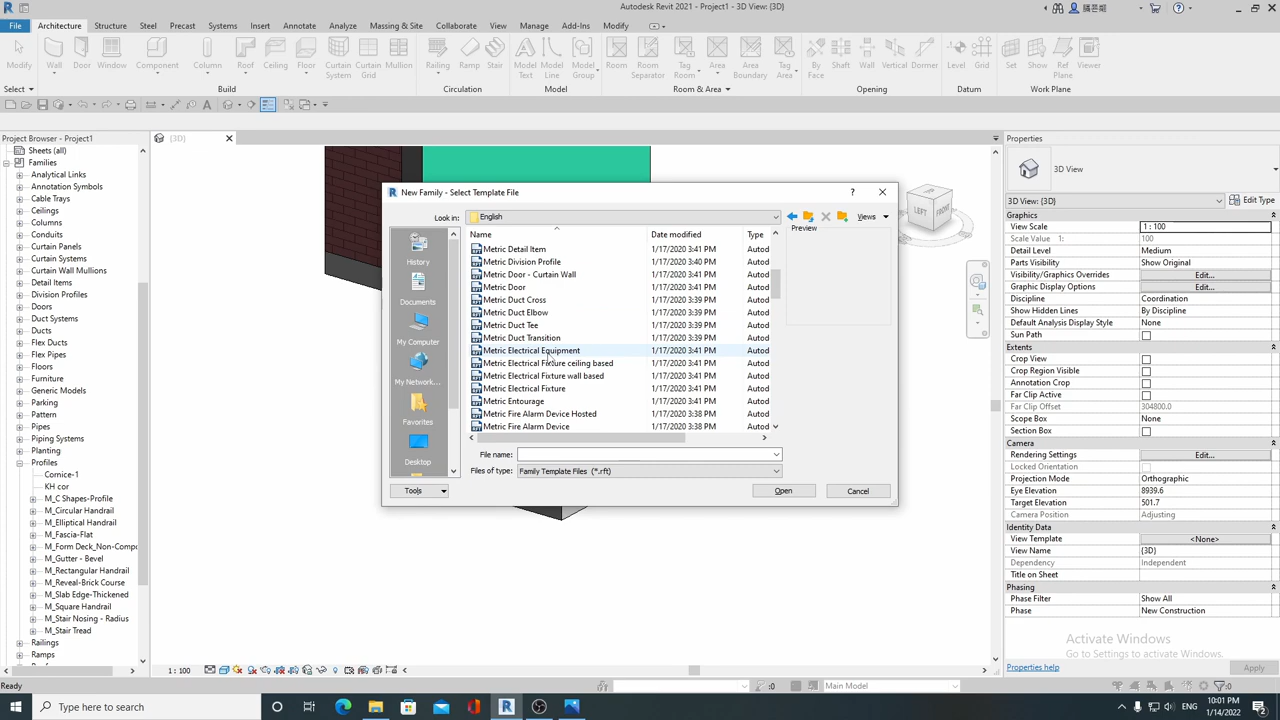 Autodesk Revit 2021 - Project1 - 3D View: {3D}
File Architecture Structure Steel Precast Systems Insert Annotate Analyze Massing & Site Collaborate View Manage Add-Ins Modify
Modify Wall Door Window Component Column Roof Ceiling Floor Curtain System Curtain Grid Mullion Railing Ramp Stair Model Text Model Line Model Group Room Room Separator Tag Room Area Area Boundary Tag Area By Face Shaft Wall Vertical Dormer Level Grid Set Show Ref Plane Viewer
Select Build Circulation Model Room & Area Opening Datum Work Plane
Project Browser - Project1
Sheets (all)
Families
Analytical Links
Annotation Symbols
Cable Trays
Ceilings
Columns
Conduits
Curtain Panels
Curtain Systems
Curtain Wall Mullions
Detail Items
Division Profiles
Doors
Duct Systems
Ducts
Flex Ducts
Flex Pipes
Floors
Furniture
Generic Models
Parking
Pattern
Pipes
Piping Systems
Planting
Profiles
Cornice-1
KH cor
M_C Shapes-Profile
M_Circular Handrail
M_Elliptical Handrail
M_Fascia-Flat
M_Form Deck_Non-Compo
M_Gutter - Bevel
M_Rectangular Handrail
M_Reveal-Brick Course
M_Slab Edge-Thickened
M_Square Handrail
M_Stair Nosing - Radius
M_Stair Tread
Railings
{3D}
LEFT FRONT
New Family - Select Template File
?
Look in: English Views
History
Documents
My Computer
My Network...
Favorites
Desktop
Name Date modified Type
Metric Detail Item 1/17/2020 3:41 PM Autod
Metric Division Profile 1/17/2020 3:40 PM Autod
Metric Door - Curtain Wall 1/17/2020 3:41 PM Autod
Metric Door 1/17/2020 3:41 PM Autod
Metric Duct Cross 1/17/2020 3:39 PM Autod
Metric Duct Elbow 1/17/2020 3:39 PM Autod
Metric Duct Tee 1/17/2020 3:39 PM Autod
Metric Duct Transition 1/17/2020 3:39 PM Autod
Metric Electrical Equipment 1/17/2020 3:41 PM Autod
Metric Electrical Fixture ceiling based 1/17/2020 3:41 PM Autod
Metric Electrical Fixture wall based 1/17/2020 3:41 PM Autod
Metric Electrical Fixture 1/17/2020 3:41 PM Autod
Metric Entourage 1/17/2020 3:41 PM Autod
Metric Fire Alarm Device Hosted 1/17/2020 3:38 PM Autod
Metric Fire Alarm Device 1/17/2020 3:38 PM Autod
Preview
File name:
Files of type: Family Template Files (*.rft)
Tools Open Cancel
Properties
3D View
3D View: {3D} Edit Type
Graphics
View Scale 1 : 100
Scale Value 1: 100
Detail Level Medium
Parts Visibility Show Original
Visibility/Graphics Overrides Edit...
Graphic Display Options Edit...
Discipline Coordination
Show Hidden Lines By Discipline
Default Analysis Display Style None
Sun Path
Extents
Crop View
Crop Region Visible
Annotation Crop
Far Clip Active
Far Clip Offset 304800.0
Scope Box None
Section Box
Camera
Rendering Settings Edit...
Locked Orientation
Projection Mode Orthographic
Eye Elevation 8939.6
Target Elevation 501.7
Camera Position Adjusting
Identity Data
View Template <None>
View Name {3D}
Dependency Independent
Title on Sheet
Phasing
Phase Filter Show All
Phase New Construction
Activate Windows
Go to Settings to activate Windows.
Properties help Apply
1 : 100
Ready :0 Main Model :0
Type here to search
10:01 PM
1/14/2022